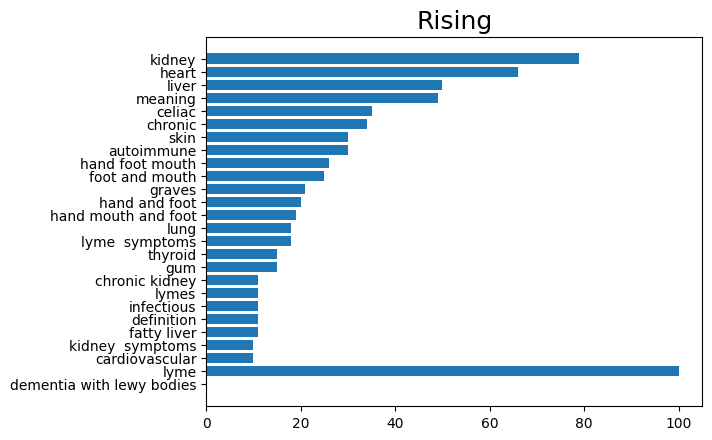 Rising
kidney
heart
liver
meaning
celiac
chronic
skin
autoimmune
hand foot mouth
foot and mouth
graves
hand and foot
hand mouth and foot
lung
lyme  symptoms
thyroid
gum
chronic kidney
lymes
infectious
definition
fatty liver
kidney  symptoms
cardiovascular
lyme
dementia with lewy bodies
0 20 40 60 80 100